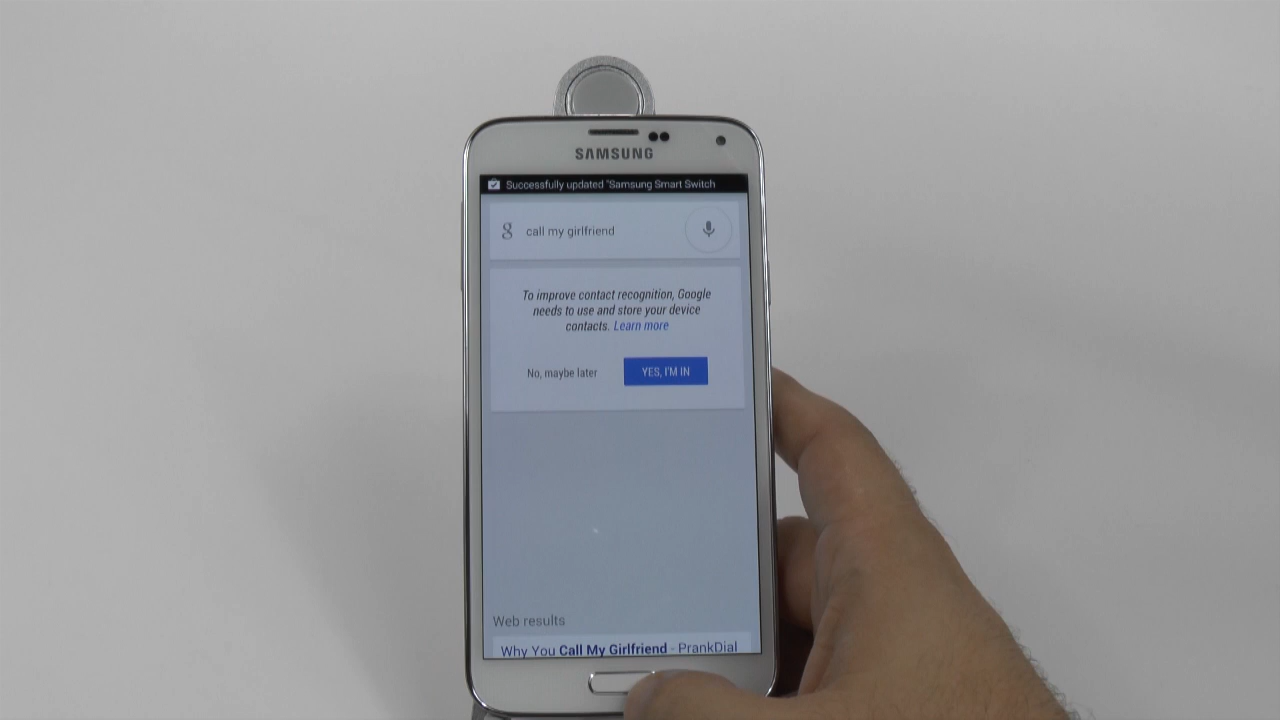 SAMSUNG
Successfully updated "Samsung Smart Switch
g call my girlfriend
To improve contact recognition, Google
needs to use and store your device
contacts. Learn more
No, maybe later
YES, I'M IN
Web results
Why You Call My Girlfriend - PrankDial